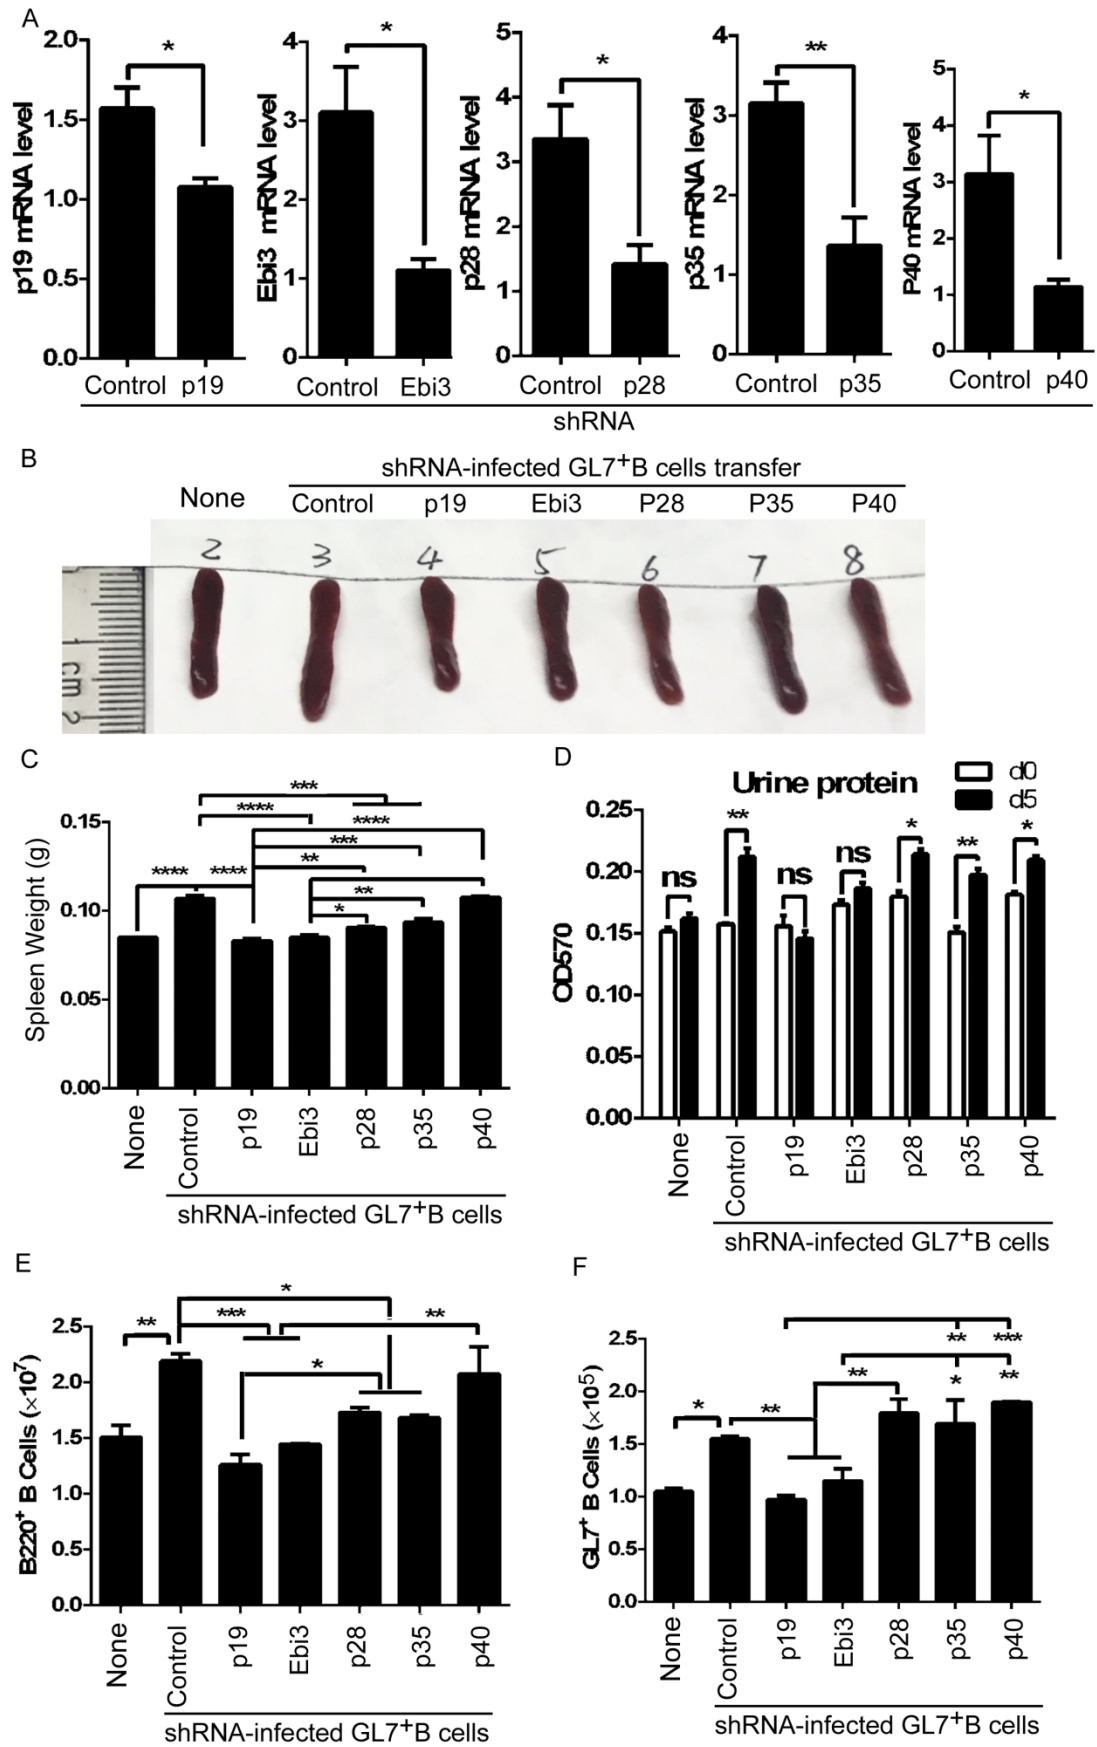 A
p19 mRNA level
2.0
1.5
1.0
0.5
0.0
*
Control p19
Ebi3 mRNA level
4
3
2
1
0
*
Control Ebi3
p28 mRNA level
5
4
3
2
1
0
*
Control p28
p35 mRNA level
4
3
2
1
0
**
Control p35
P40 mRNA level
5
4
3
2
1
0
*
Control p40
shRNA
B
shRNA-infected GL7+B cells transfer
None Control p19 Ebi3 P28 P35 P40
2 3 4 5 6 7 8
1
cm
2
C
Spleen Weight (g)
0.15
0.10
0.05
0.00
***
****
****
***
**** **** **
**
*
None Control p19 Ebi3 p28 p35 p40
shRNA-infected GL7+B cells
D
Urine protein
d0
d5
OD570
0.25
0.20
0.15
0.10
0.05
0.00
ns ** ns ns * ** *
None Control p19 Ebi3 p28 p35 p40
shRNA-infected GL7+B cells
E
B220+ B Cells (×107)
2.5
2.0
1.5
1.0
0.5
0.0
*
** *** **
*
None Control p19 Ebi3 p28 p35 p40
shRNA-infected GL7+B cells
F
GL7+ B Cells (×105)
2.5
2.0
1.5
1.0
0.5
0.0
** ***
** * **
* **
None Control p19 Ebi3 p28 p35 p40
shRNA-infected GL7+B cells